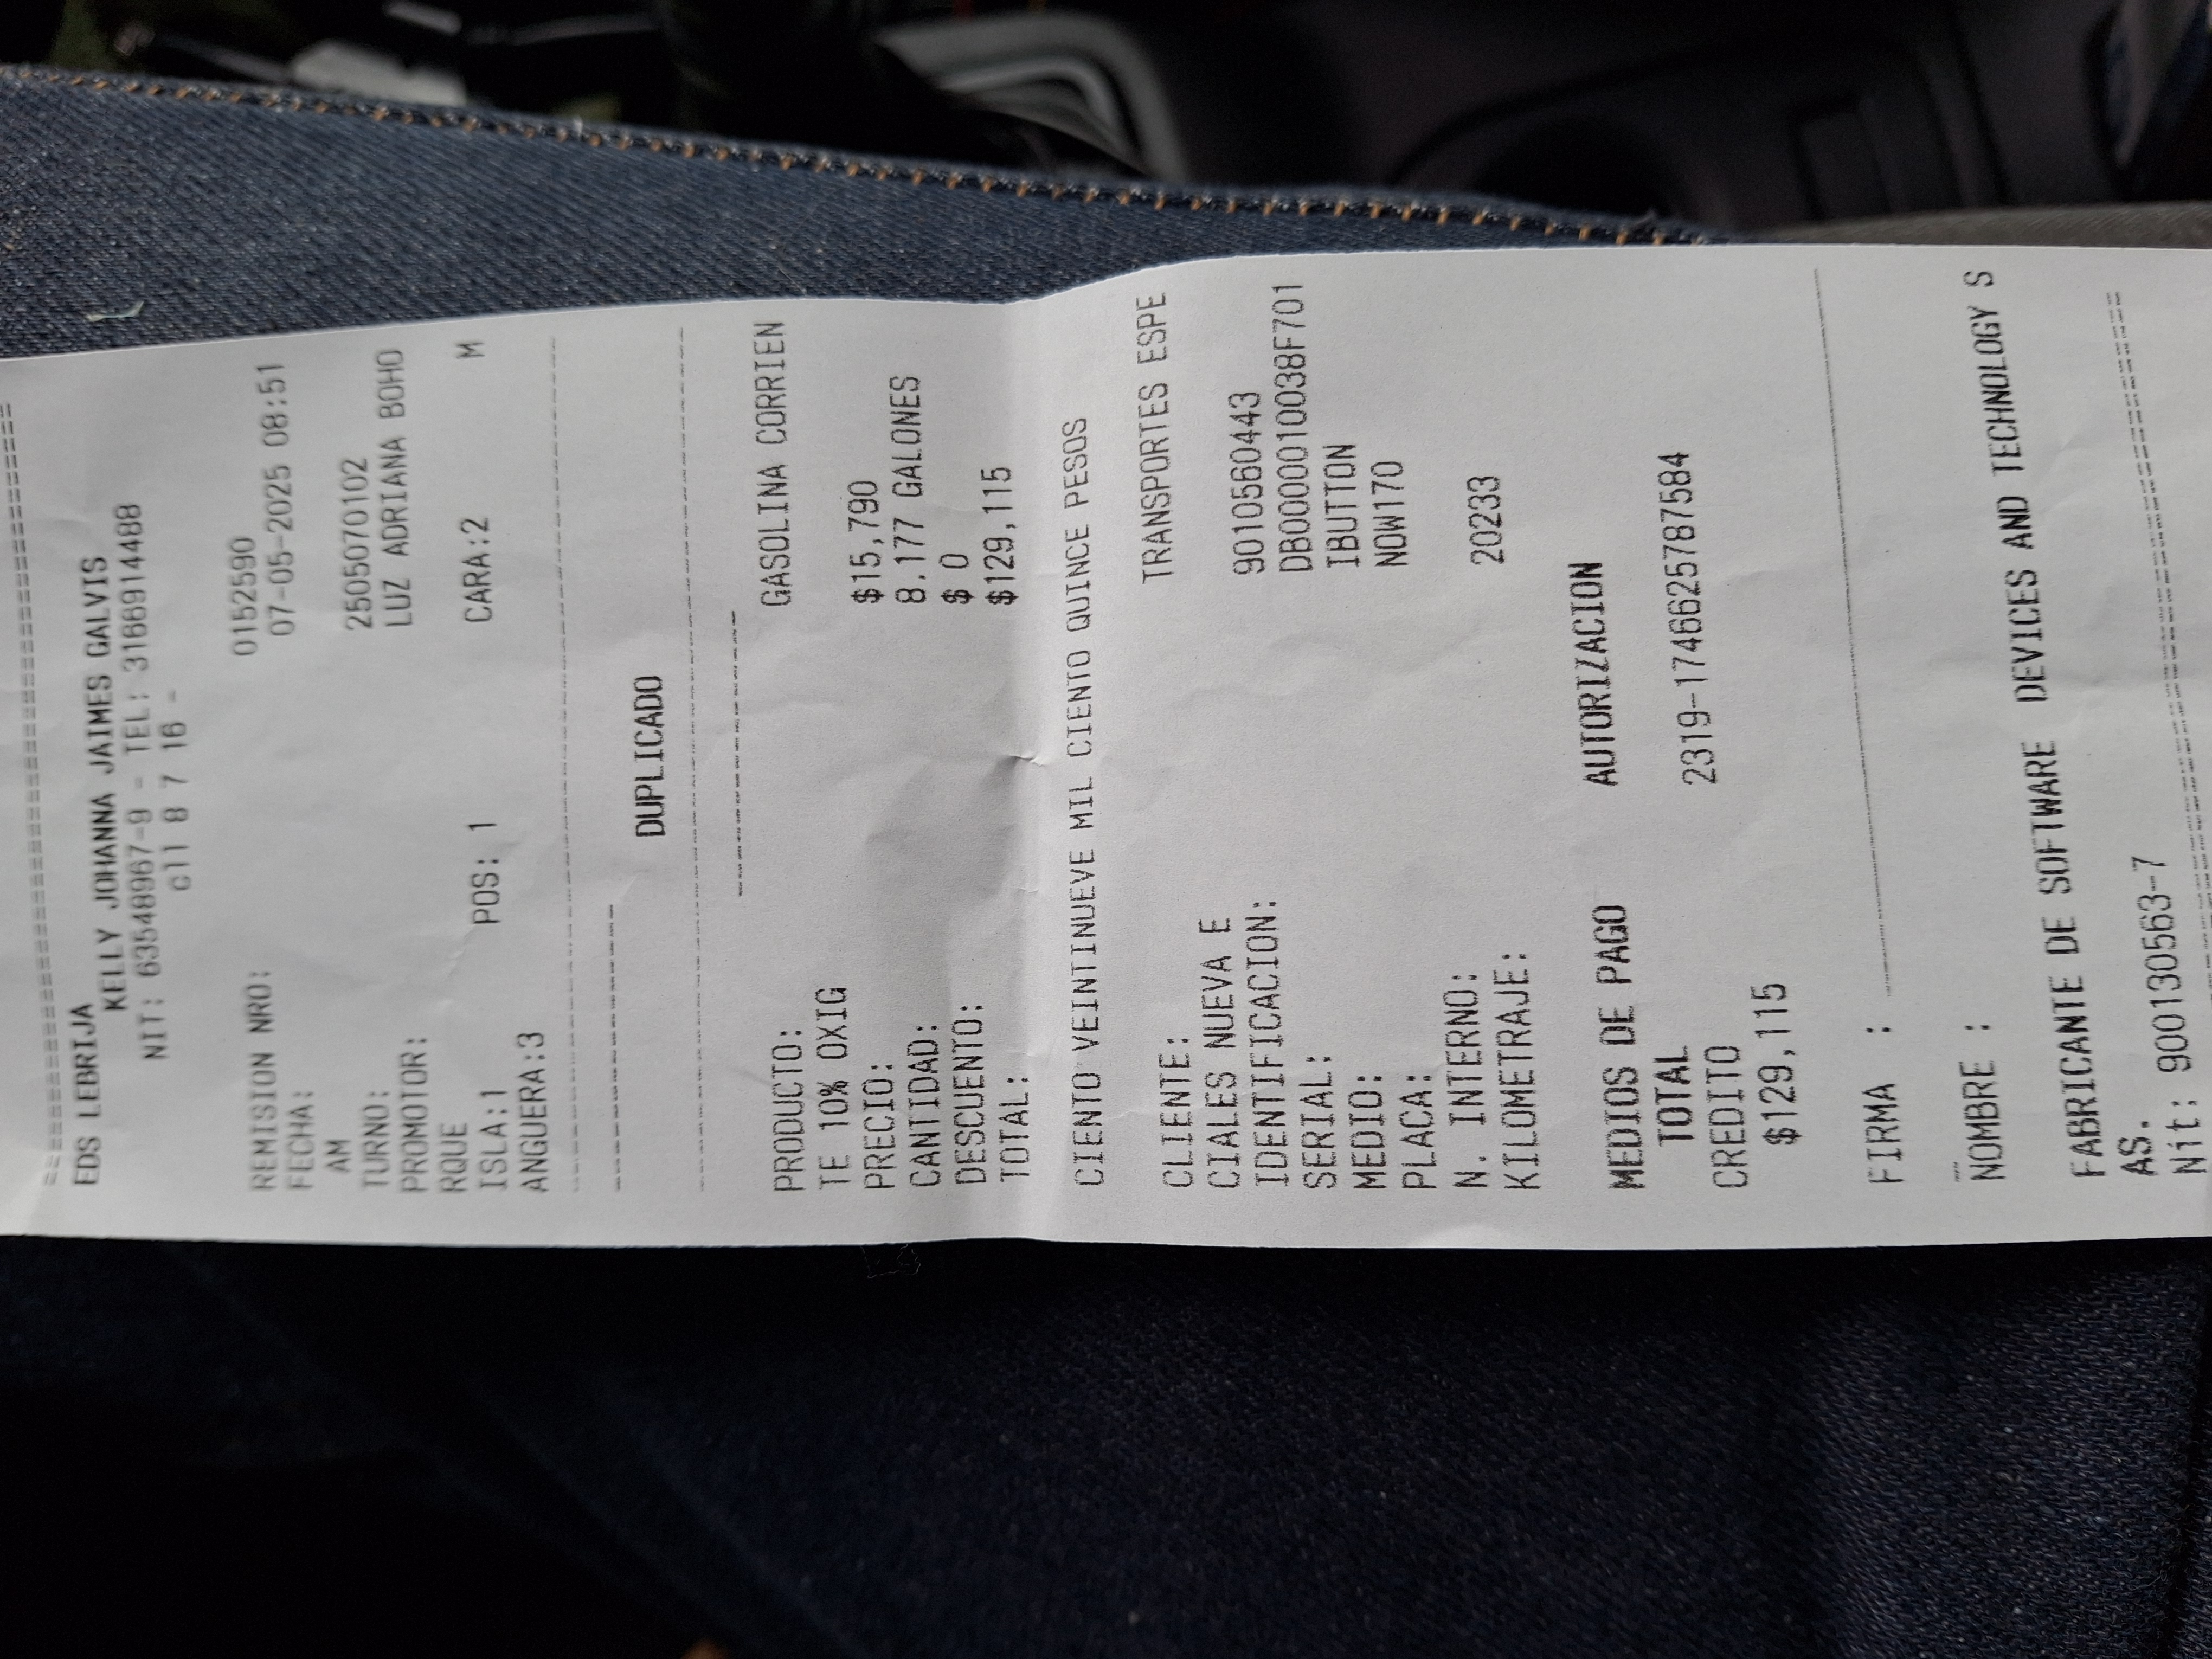 ================================
EDS LEBRIJA
KELLY JOHANNA JAIMES GALVIS
NIT: 63548967-9 - TEL: 3166914488
cll 8 7 16 -
REMISION NRO: 0152590
FECHA: 07-05-2025 08:51
AM
TURNO: 2505070102
PROMOTOR: LUZ ADRIANA BOHO
RQUE
ISLA:1 POS: 1 CARA:2 M
ANGUERA:3
DUPLICADO
PRODUCTO: GASOLINA CORRIEN
TE 10% OXIG
PRECIO: $15,790
CANTIDAD: 8.177 GALONES
DESCUENTO: $ 0
TOTAL: $129,115
CIENTO VEINTINUEVE MIL CIENTO QUINCE PESOS
CLIENTE: TRANSPORTES ESPE
CIALES NUEVA E
IDENTIFICACION: 9010560443
SERIAL: DB0000010038F701
MEDIO: IBUTTON
PLACA: NOW170
N. INTERNO:
KILOMETRAJE: 20233
MEDIOS DE PAGO AUTORIZACION
TOTAL
CREDITO 2319-1746625787584
$129,115
FIRMA :
NOMBRE :
FABRICANTE DE SOFTWARE DEVICES AND TECHNOLOGY S
AS.
Nit: 900130563-7